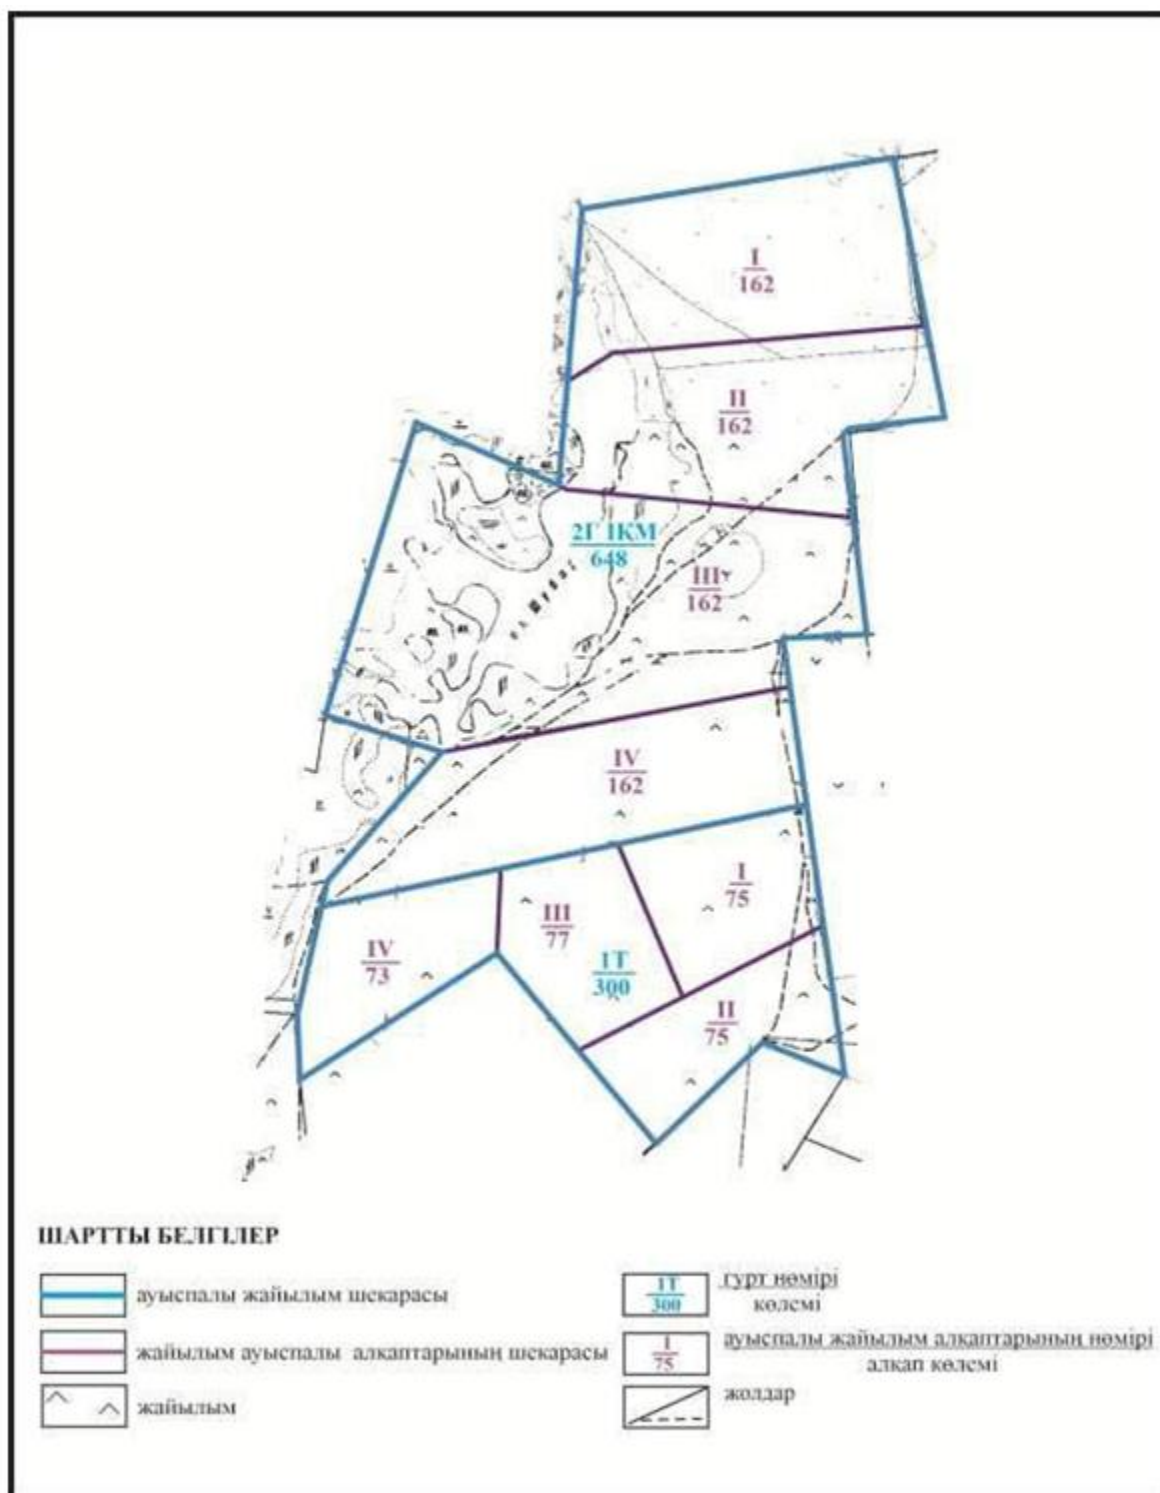 I
162
II
162
2Г 1ҚМ
648
III
162
IV
162
I
75
III
77
IV
73
1Т
300
II
75
ШАРТТЫ БЕЛГІЛЕР
ауыспалы жайылым шекарасы
жайылым ауыспалы алқаптарының шекарасы
жайылым
1Т
300
гурт нөмірі
көлемі
I
75
ауыспалы жайылым алқаптарының нөмірі
алқап көлемі
жолдар